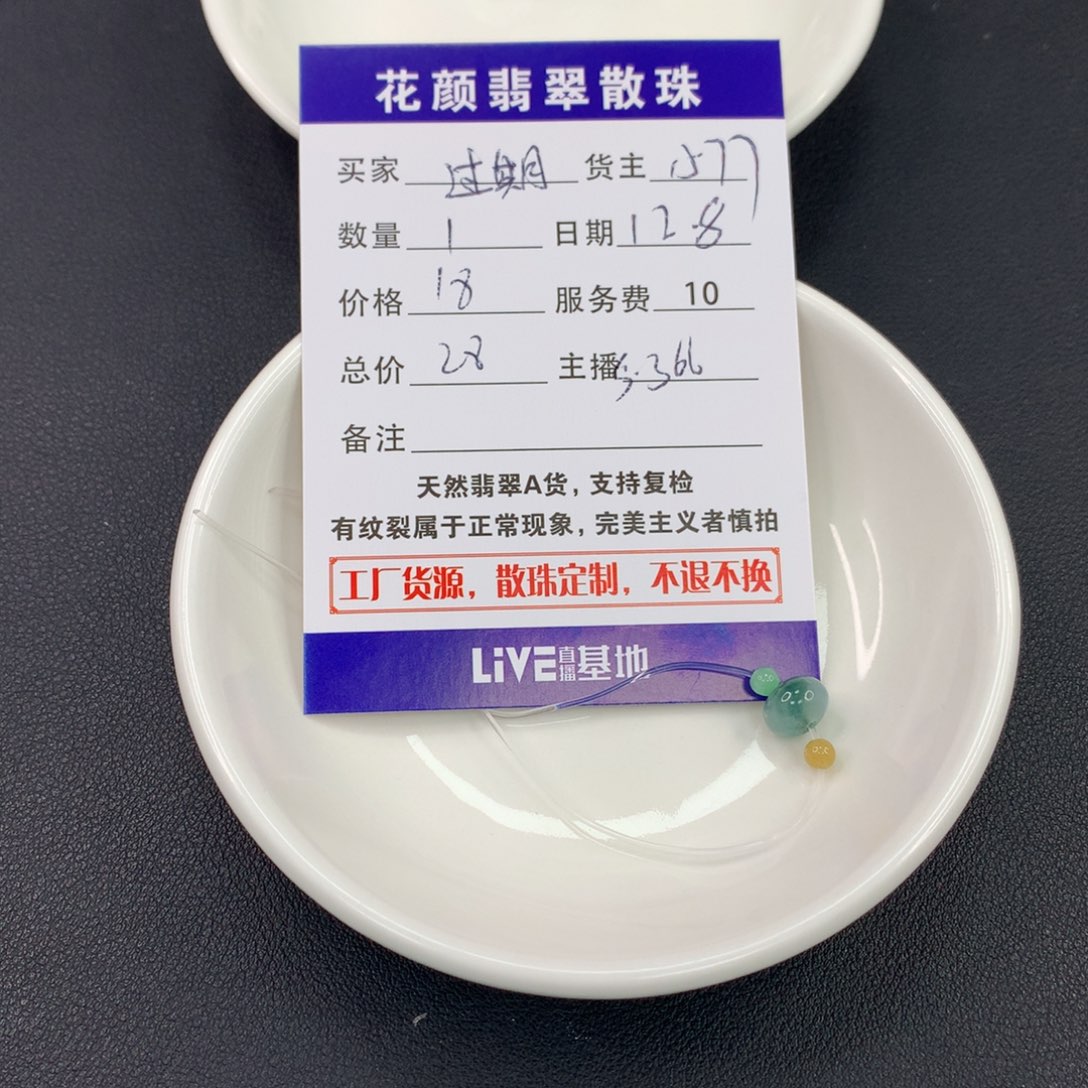 花颜翡翠散珠
买家 过期 货主 1577
数量 1 日期 12.8
价格 18 服务费 10
总价 28 主播 366
备注
天然翡翠A货，支持复检
有纹裂属于正常现象，完美主义者慎拍
工厂货源，散珠定制，不退不换
LiVE直播基地